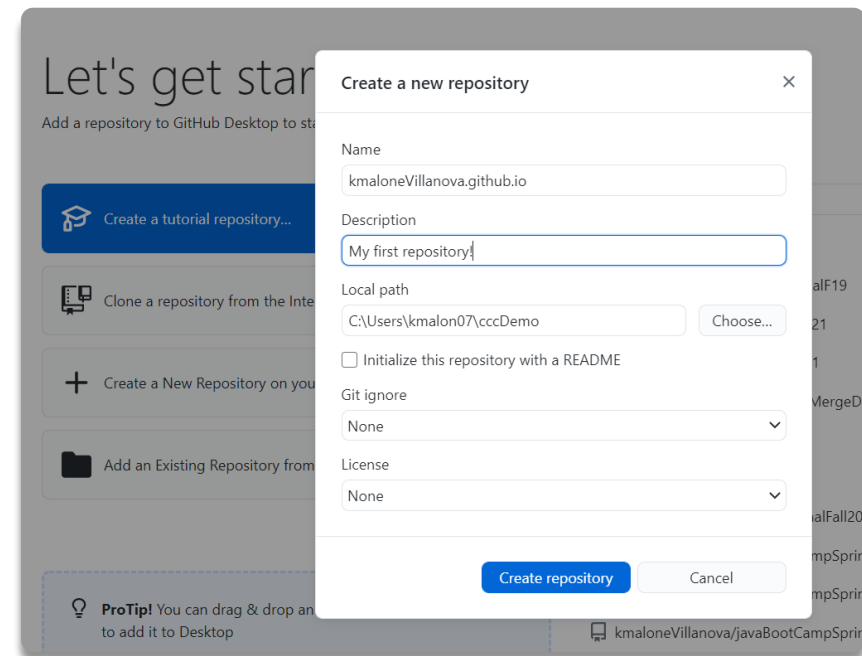 Let's get star
Add a repository to GitHub Desktop to sta
Create a tutorial repository...
Clone a repository from the Inte
Create a New Repository on you
Add an Existing Repository from
ProTip! You can drag & drop an
to add it to Desktop
Create a new repository
Name
kmaloneVillanova.github.io
Description
My first repository!
Local path
C:\Users\kmalon07\cccDemo
Choose...
Initialize this repository with a README
Git ignore
None
License
None
Create repository
Cancel
alF19
21
1
MergeD
alFall20
mpSprin
mpSprin
kmaloneVillanova/javaBootCampSprin